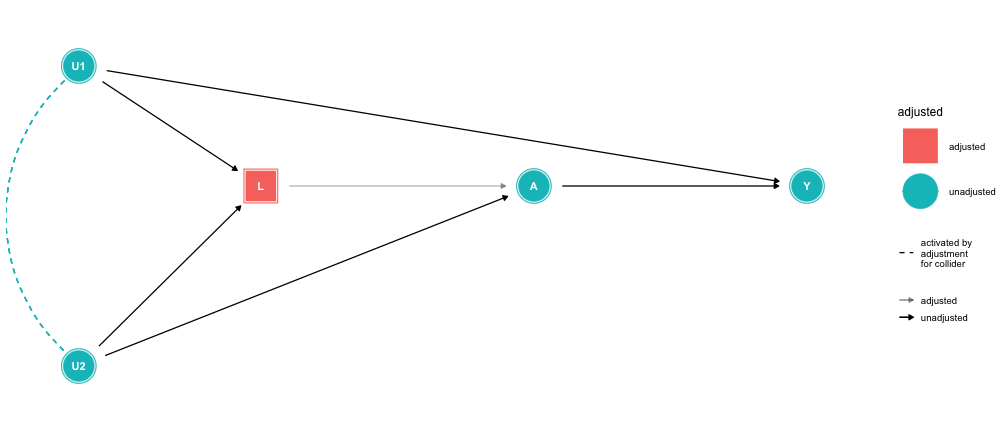 U1
L
A
Y
U2
adjusted
adjusted
unadjusted
activated by
adjustment
for collider
adjusted
unadjusted